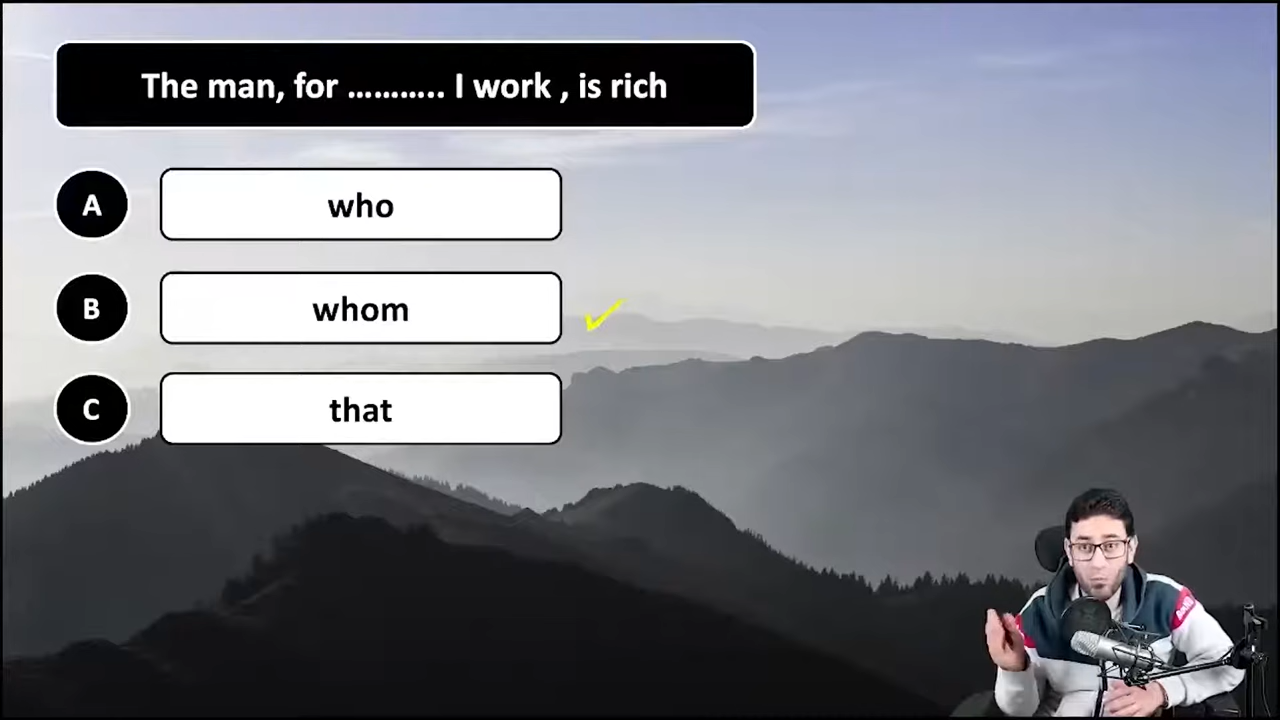 The man, for ……….. I work , is rich
A
who
B
whom
C
that